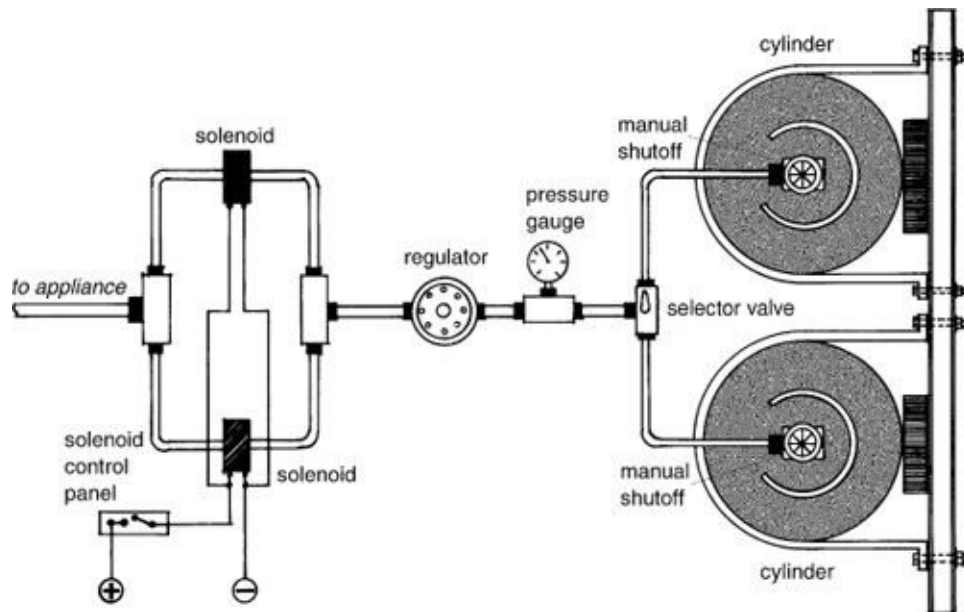 cylinder
manual
shutoff
solenoid
pressure
gauge
regulator
to appliance
selector valve
solenoid
control
panel
solenoid
manual
shutoff
cylinder
+
−